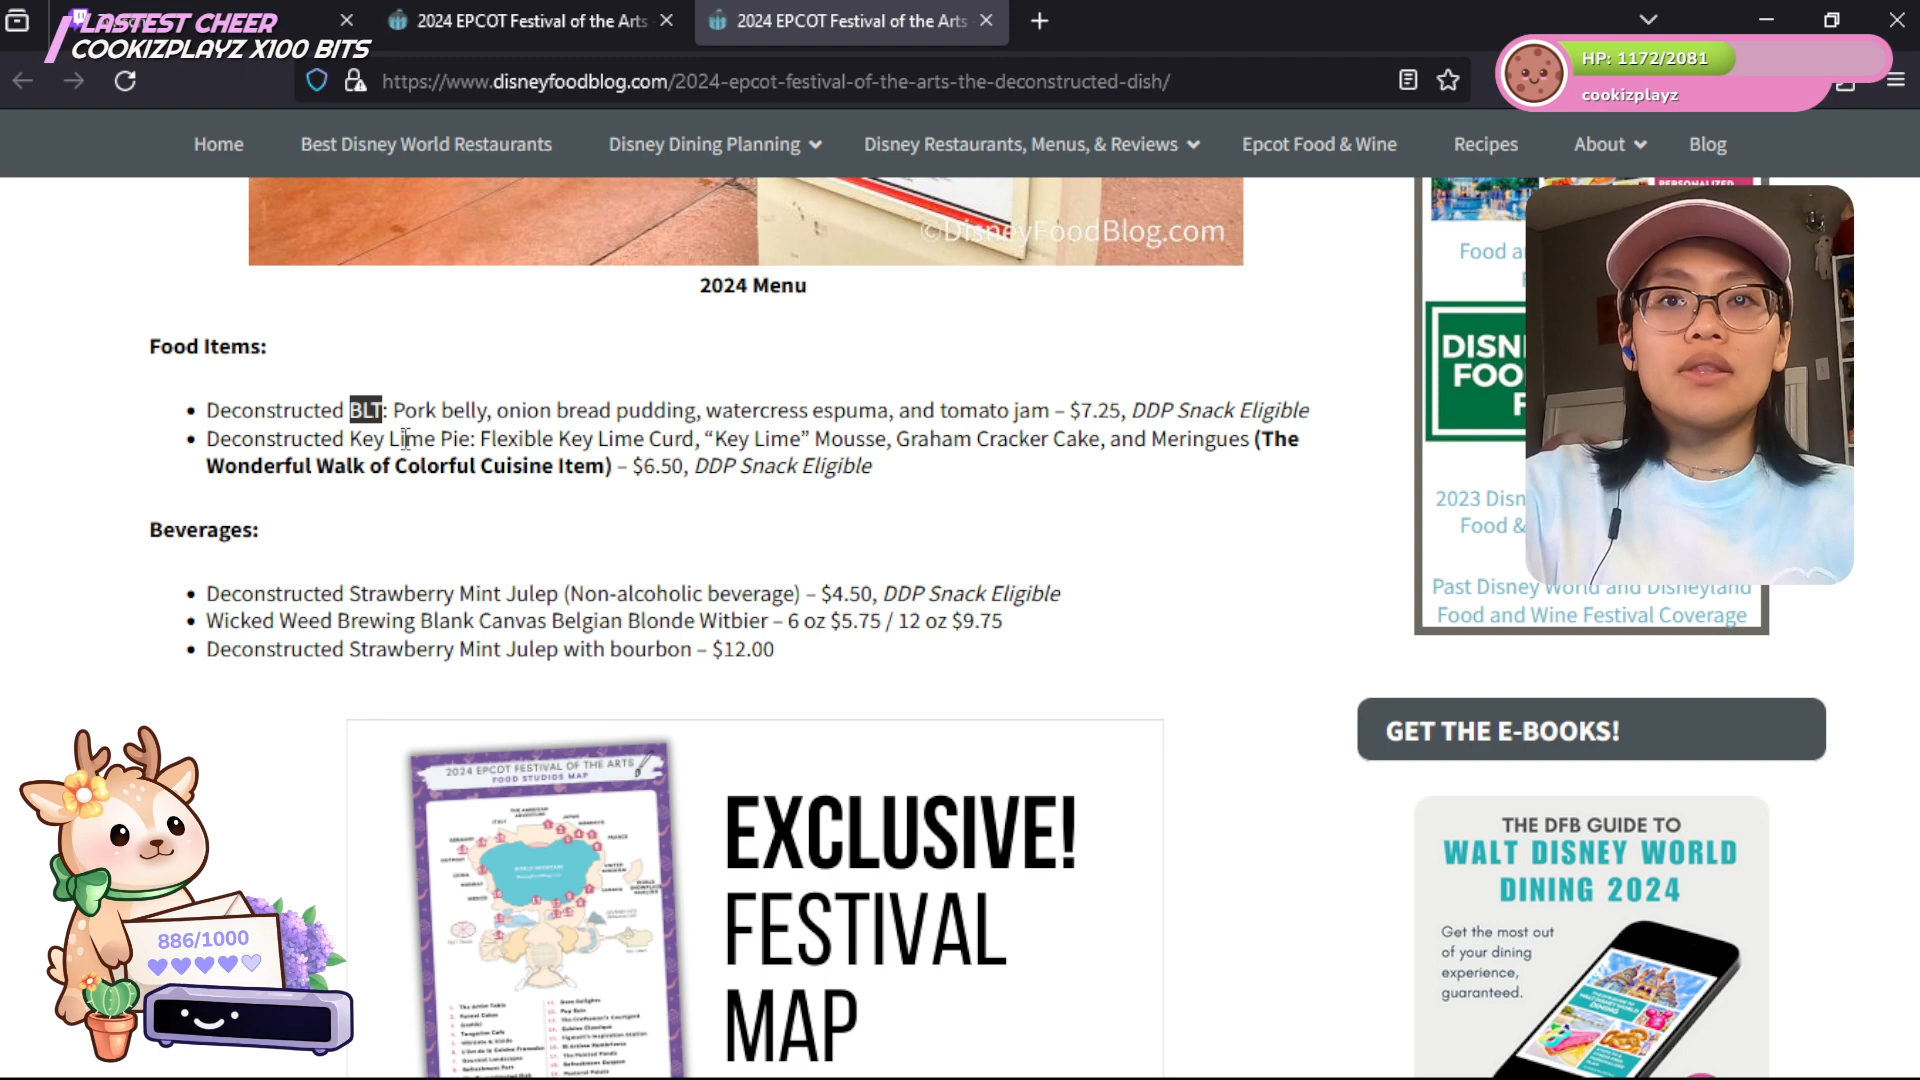 LASTEST CHEER
COOKIZPLAYZ X100 BITS
2024 EPCOT Festival of the Arts
2024 EPCOT Festival of the Arts
https://www.disneyfoodblog.com/2024-epcot-festival-of-the-arts-the-deconstructed-dish/
HP: 1172/2081
cookizplayz
Home
Best Disney World Restaurants
Disney Dining Planning
Disney Restaurants, Menus, & Reviews
Epcot Food & Wine
Recipes
About
Blog
©DisneyFoodBlog.com
2024 Menu
Food Items:
Deconstructed BLT: Pork belly, onion bread pudding, watercress espuma, and tomato jam – $7.25, DDP Snack Eligible
Deconstructed Key Lime Pie: Flexible Key Lime Curd, “Key Lime” Mousse, Graham Cracker Cake, and Meringues (The
Wonderful Walk of Colorful Cuisine Item) – $6.50, DDP Snack Eligible
Beverages:
Deconstructed Strawberry Mint Julep (Non-alcoholic beverage) – $4.50, DDP Snack Eligible
Wicked Weed Brewing Blank Canvas Belgian Blonde Witbier – 6 oz $5.75 / 12 oz $9.75
Deconstructed Strawberry Mint Julep with bourbon – $12.00
PERSONALIZED
Food
2023
Food &
Past Disney World and Disneyland
Food and Wine Festival Coverage
GET THE E-BOOKS!
THE DFB GUIDE TO
WALT DISNEY WORLD
DINING 2024
Get the most out
of your dining
experience,
guaranteed.
2024 EPCOT FESTIVAL OF THE ARTS
FOOD STUDIOS MAP
EXCLUSIVE!
FESTIVAL
MAP
886/1000